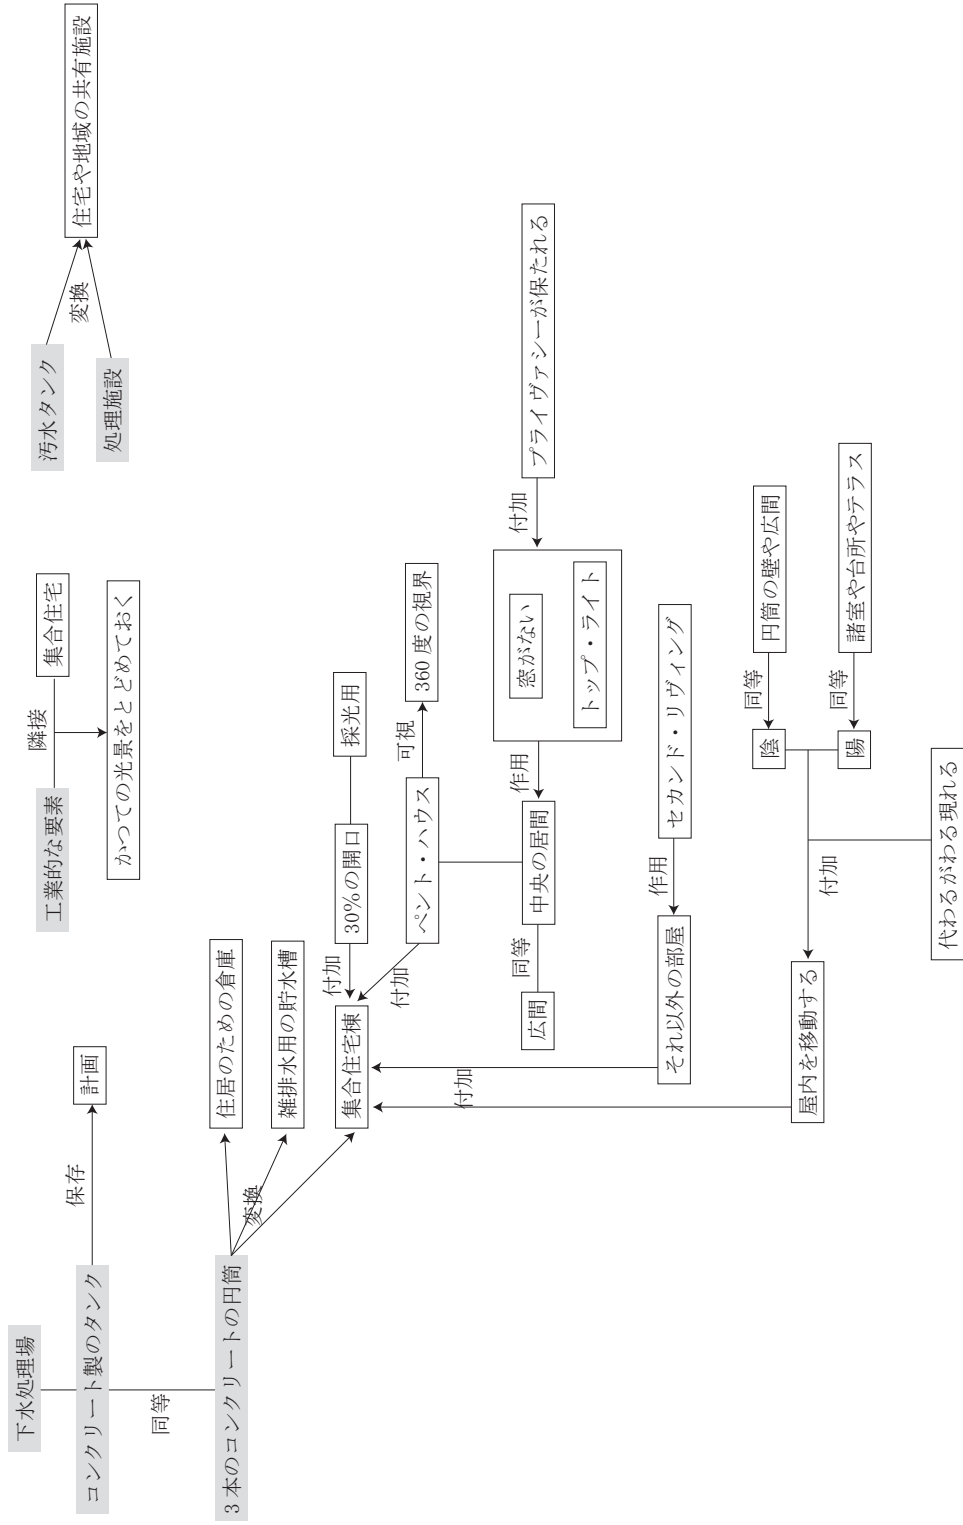 下水処理場
コンクリート製のタンク
保存
計画
同等
3本のコンクリートの円筒
変換
住居のための倉庫
雑排水用の貯水槽
集合住宅棟
付加
30%の開口
採光用
付加
ペント・ハウス
可視
360度の視界
広間
同等
中央の居間
作用
窓がない
トップ・ライト
付加
プライヴァシーが保たれる
付加
それ以外の部屋
作用
セカンド・リヴィング
屋内を移動する
付加
陰
同等
円筒の壁や広間
陽
同等
諸室や台所やテラス
代わるがわる現れる
工業的な要素
隣接
集合住宅
かつての光景をとどめておく
汚水タンク
処理施設
変換
住宅や地域の共有施設